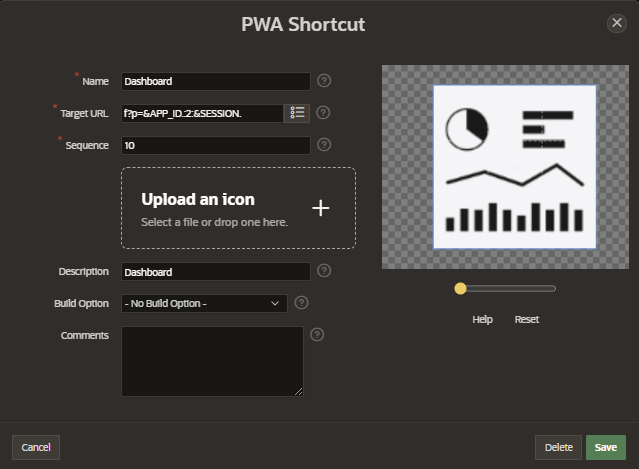 PWA Shortcut
* Name Dashboard
* Target URL f?p=&APP_ID.:2:&SESSION.
* Sequence 10
Upload an icon
Select a file or drop one here.
Description Dashboard
Build Option - No Build Option -
Comments
Help Reset
Cancel Delete Save